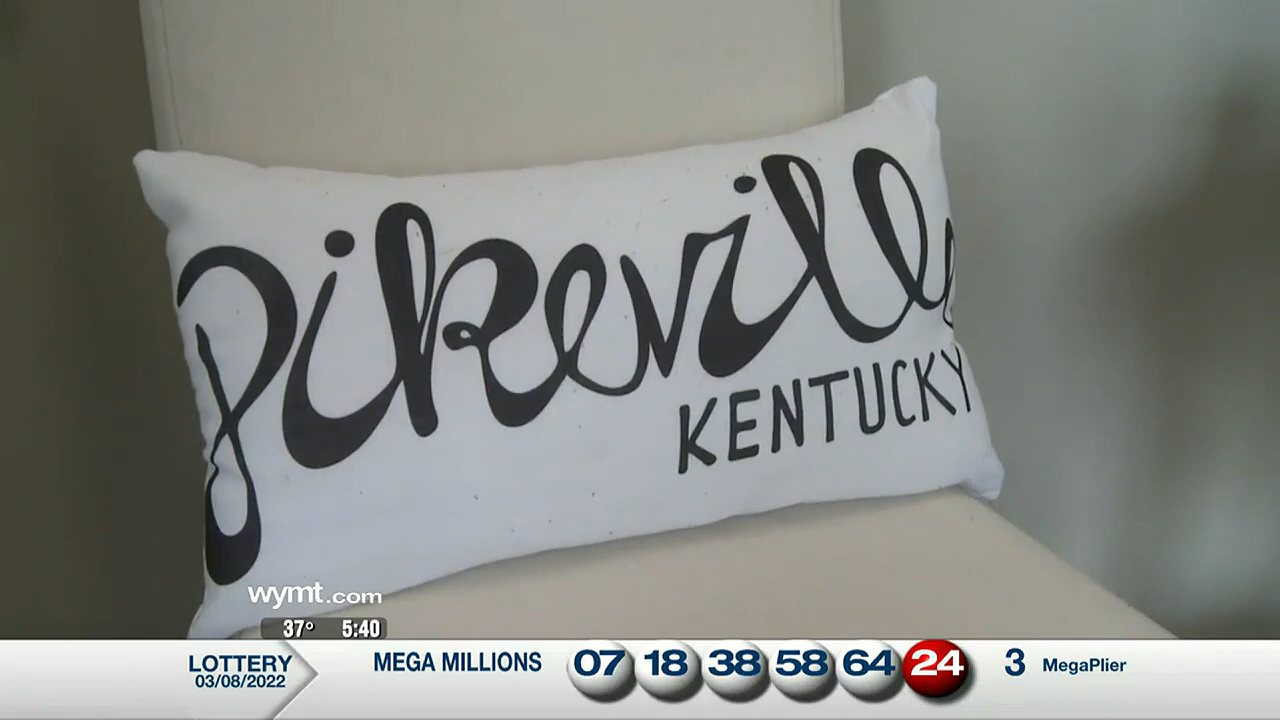 Pikeville
KENTUCKY
wymt.com
37° 5:40
LOTTERY
03/08/2022
MEGA MILLIONS 07 18 38 58 64 24 3 MegaPlier